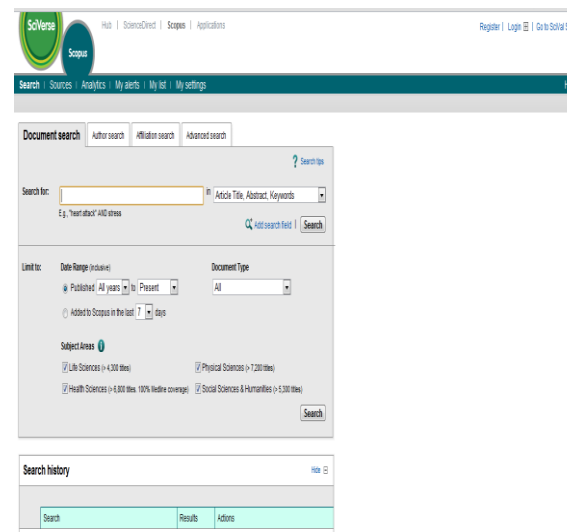 SciVerse Hub | ScienceDirect | Scopus | Applications Register | Login | Go to SciVal S
Scopus
Search | Sources | Analytics | My alerts | My list | My settings H
Document search Author search Affiliation search Advanced search
? Search tips
Search for: in Article Title, Abstract, Keywords
E.g., "heart attack" AND stress
Add search field | Search
Limit to: Date Range (inclusive) Document Type
Published All years to Present All
Added to Scopus in the last 7 days
Subject Areas
Life Sciences (> 4,300 titles) Physical Sciences (> 7,200 titles)
Health Sciences (> 6,800 titles. 100% Medline coverage) Social Sciences & Humanities (> 5,300 titles)
Search
Search history Hide
Search Results Actions